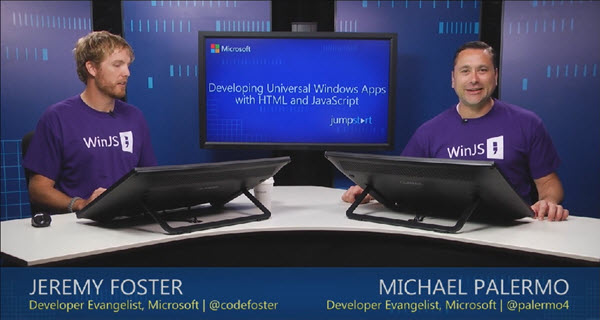 Microsoft
Developing Universal Windows Apps
with HTML and JavaScript
jumpstart
WinJS
WinJS
JEREMY FOSTER
Developer Evangelist, Microsoft | @codefoster
MICHAEL PALERMO
Developer Evangelist, Microsoft | @palermo4